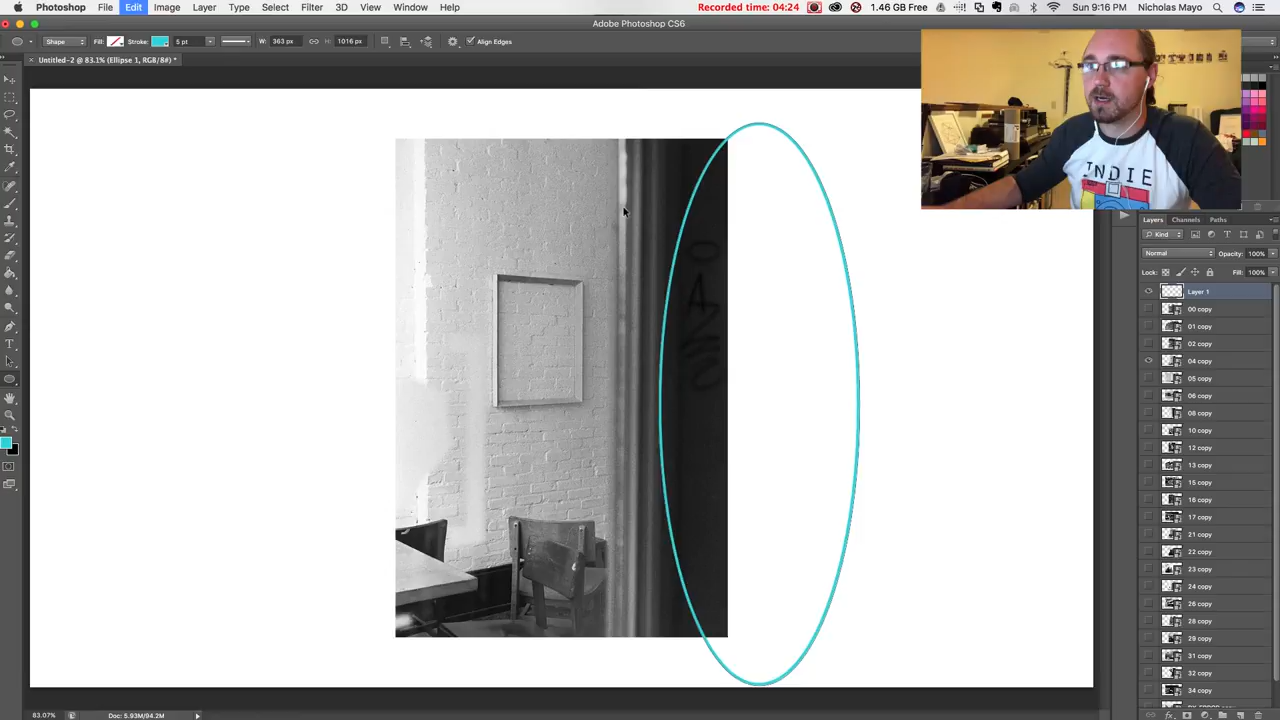 Photoshop File Edit Image Layer Type Select Filter 3D View Window Help Recorded time: 04:24 1.46 GB Free Sun 9:16 PM Nicholas Mayo
Adobe Photoshop CS6
Shape Fill: Stroke: 5 pt W: 363 px H: 1016 px Align Edges
× Untitled-2 @ 83.1% (Ellipse 1, RGB/8#) *
INDIE
Layers Channels Paths
Kind
Normal Opacity: 100%
Lock: Fill: 100%
Layer 1
00 copy
01 copy
02 copy
04 copy
05 copy
06 copy
08 copy
10 copy
12 copy
13 copy
15 copy
16 copy
17 copy
21 copy
22 copy
23 copy
24 copy
26 copy
28 copy
29 copy
31 copy
32 copy
34 copy
83.07% Doc: 5.93M/94.2M